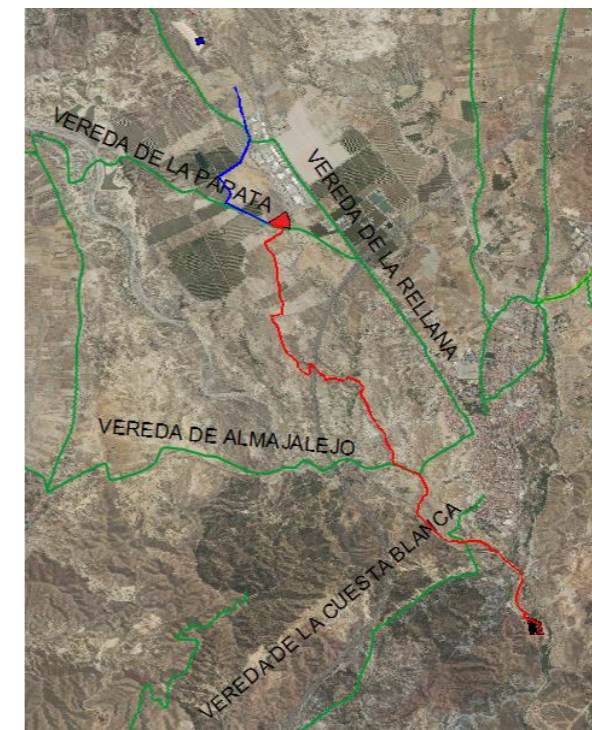 VEREDA DE LA PARATA
VEREDA DE LA RELLANA
VEREDA DE ALMAJALEJO
VEREDA DE LA CUESTA BLANCA